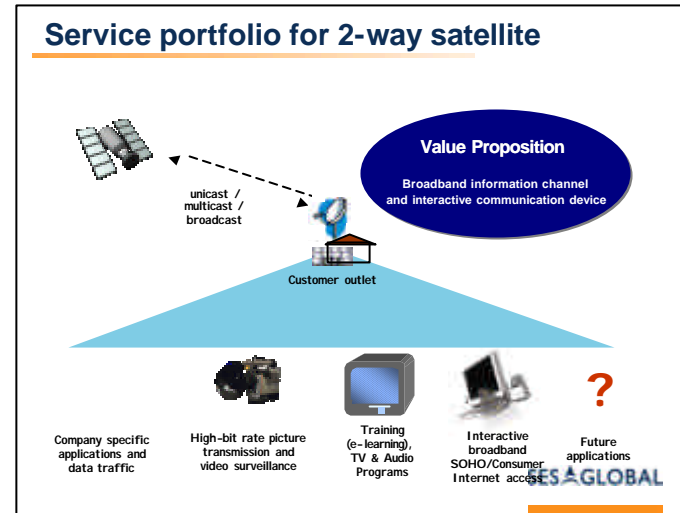 Service portfolio for 2-way satellite
Value Proposition
Broadband information channel
and interactive communication device
unicast /
multicast /
broadcast
Customer outlet
Company specific
applications and
data traffic
High-bit rate picture
transmission and
video surveillance
Training
(e-learning),
TV & Audio
Programs
Interactive
broadband
SOHO/Consumer
Internet access
?
Future
applications
SES GLOBAL